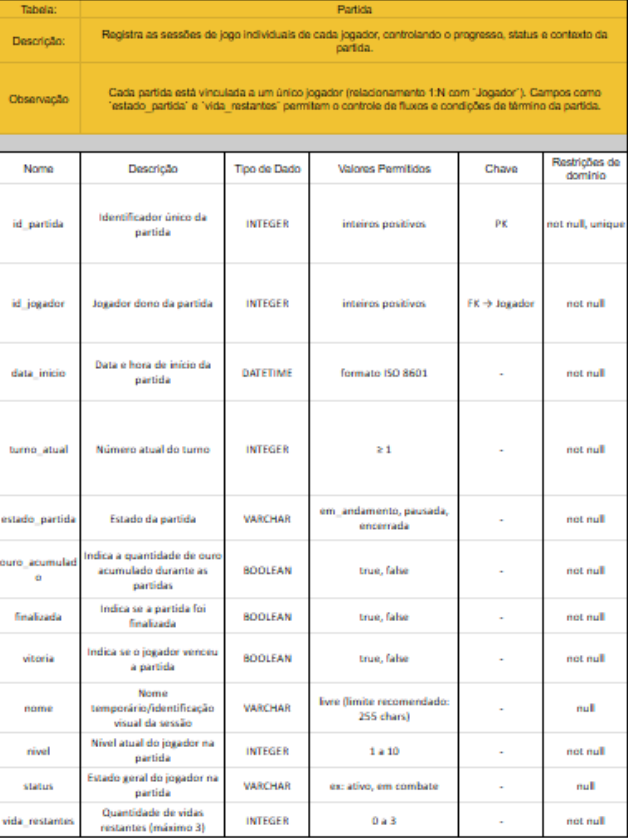 Tabela: Partida
Descrição: Registra as sessões de jogo individuais de cada jogador, controlando o progresso, status e contexto da
partida.
Observação Cada partida está vinculada a um único jogador (relacionamento 1:N com `Jogador`). Campos como
`estado_partida` e `vida_restantes` permitem o controle de fluxos e condições de término da partida.
Nome Descrição Tipo de Dado Valores Permitidos Chave Restrições de
domínio
id_partida Identificador único da
partida INTEGER inteiros positivos PK not null, unique
id_jogador Jogador dono da partida INTEGER inteiros positivos FK → Jogador not null
data_inicio Data e hora de início da
partida DATETIME formato ISO 8601 - not null
turno_atual Número atual do turno INTEGER ≥ 1 - not null
estado_partida Estado da partida VARCHAR em_andamento, pausada,
encerrada - not null
ouro_acumulad
o Indica a quantidade de ouro
acumulado durante as
partidas BOOLEAN true, false - not null
finalizada Indica se a partida foi
finalizada BOOLEAN true, false - not null
vitoria Indica se o jogador venceu
a partida BOOLEAN true, false - not null
nome Nome
temporário/identificação
visual da sessão VARCHAR livre (limite recomendado:
255 chars) - null
nivel Nível atual do jogador na
partida INTEGER 1 a 10 - not null
status Estado geral do jogador na
partida VARCHAR ex: ativo, em combate - null
vida_restantes Quantidade de vidas
restantes (máximo 3) INTEGER 0 a 3 - not null